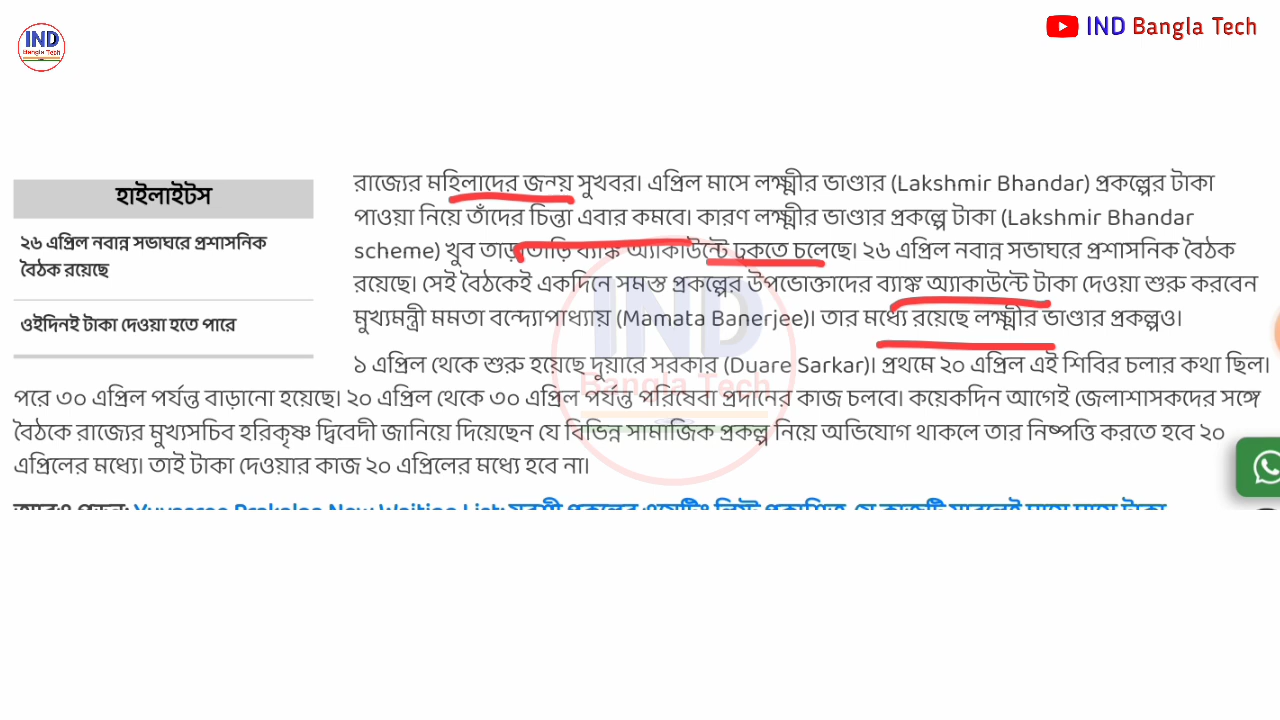 IND
Bangla Tech
IND Bangla Tech
হাইলাইটস
২৬ এপ্রিল নবান্ন সভাঘরে প্রশাসনিক
বৈঠক রয়েছে
ওইদিনই টাকা দেওয়া হতে পারে
রাজ্যের মহিলাদের জন্য সুখবর। এপ্রিল মাসে লক্ষ্মীর ভাণ্ডার (Lakshmir Bhandar) প্রকল্পের টাকা
পাওয়া নিয়ে তাঁদের চিন্তা এবার কমবে। কারণ লক্ষ্মীর ভাণ্ডার প্রকল্পে টাকা (Lakshmir Bhandar
scheme) খুব তাড়াতাড়ি ব্যাঙ্ক অ্যাকাউন্টে ঢুকতে চলেছে। ২৬ এপ্রিল নবান্ন সভাঘরে প্রশাসনিক বৈঠক
রয়েছে। সেই বৈঠকেই একদিনে সমস্ত প্রকল্পের উপভোক্তাদের ব্যাঙ্ক অ্যাকাউন্টে টাকা দেওয়া শুরু করবেন
মুখ্যমন্ত্রী মমতা বন্দ্যোপাধ্যায় (Mamata Banerjee)। তার মধ্যে রয়েছে লক্ষ্মীর ভাণ্ডার প্রকল্পও।
১ এপ্রিল থেকে শুরু হয়েছে দুয়ারে সরকার (Duare Sarkar)। প্রথমে ২০ এপ্রিল এই শিবির চলার কথা ছিল।
পরে ৩০ এপ্রিল পর্যন্ত বাড়ানো হয়েছে। ২০ এপ্রিল থেকে ৩০ এপ্রিল পর্যন্ত পরিষেবা প্রদানের কাজ চলবে। কয়েকদিন আগেই জেলাশাসকদের সঙ্গে
বৈঠকে রাজ্যের মুখ্যসচিব হরিকৃষ্ণ দ্বিবেদী জানিয়ে দিয়েছেন যে বিভিন্ন সামাজিক প্রকল্প নিয়ে অভিযোগ থাকলে তার নিষ্পত্তি করতে হবে ২০
এপ্রিলের মধ্যে। তাই টাকা দেওয়ার কাজ ২০ এপ্রিলের মধ্যে হবে না।
IND
Bangla Tech